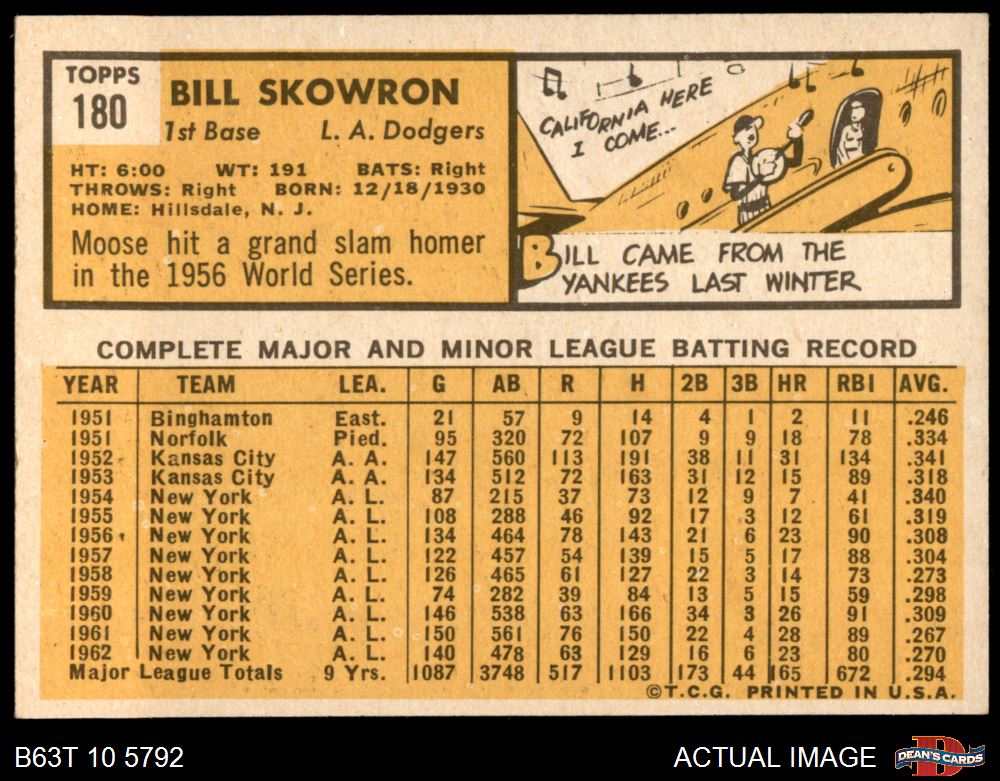 TOPPS
180
BILL SKOWRON
1st Base L. A. Dodgers
HT: 6:00 WT: 191 BATS: Right
THROWS: Right BORN: 12/18/1930
HOME: Hillsdale, N. J.
Moose hit a grand slam homer
in the 1956 World Series.
CALIFORNIA HERE
I COME...
BILL CAME FROM THE
YANKEES LAST WINTER
COMPLETE MAJOR AND MINOR LEAGUE BATTING RECORD
YEAR TEAM LEA. G AB R H 2B 3B HR RBI AVG.
1951 Binghamton East. 21 57 9 14 4 1 2 11 .246
1951 Norfolk Pied. 95 320 72 107 9 9 18 78 .334
1952 Kansas City A. A. 147 560 113 191 38 11 31 134 .341
1953 Kansas City A. A. 134 512 72 163 31 12 15 89 .318
1954 New York A. L. 87 215 37 73 12 9 7 41 .340
1955 New York A. L. 108 288 46 92 17 3 12 61 .319
1956 New York A. L. 134 464 78 143 21 6 23 90 .308
1957 New York A. L. 122 457 54 139 15 5 17 88 .304
1958 New York A. L. 126 465 61 127 22 3 14 73 .273
1959 New York A. L. 74 282 39 84 13 5 15 59 .298
1960 New York A. L. 146 538 63 166 34 3 26 91 .309
1961 New York A. L. 150 561 76 150 22 4 28 89 .267
1962 New York A. L. 140 478 63 129 16 6 23 80 .270
Major League Totals 9 Yrs. 1087 3748 517 1103 173 44 165 672 .294
©T.C.G. PRINTED IN U.S.A.
B63T 10 5792 ACTUAL IMAGE DEAN'S CARDS